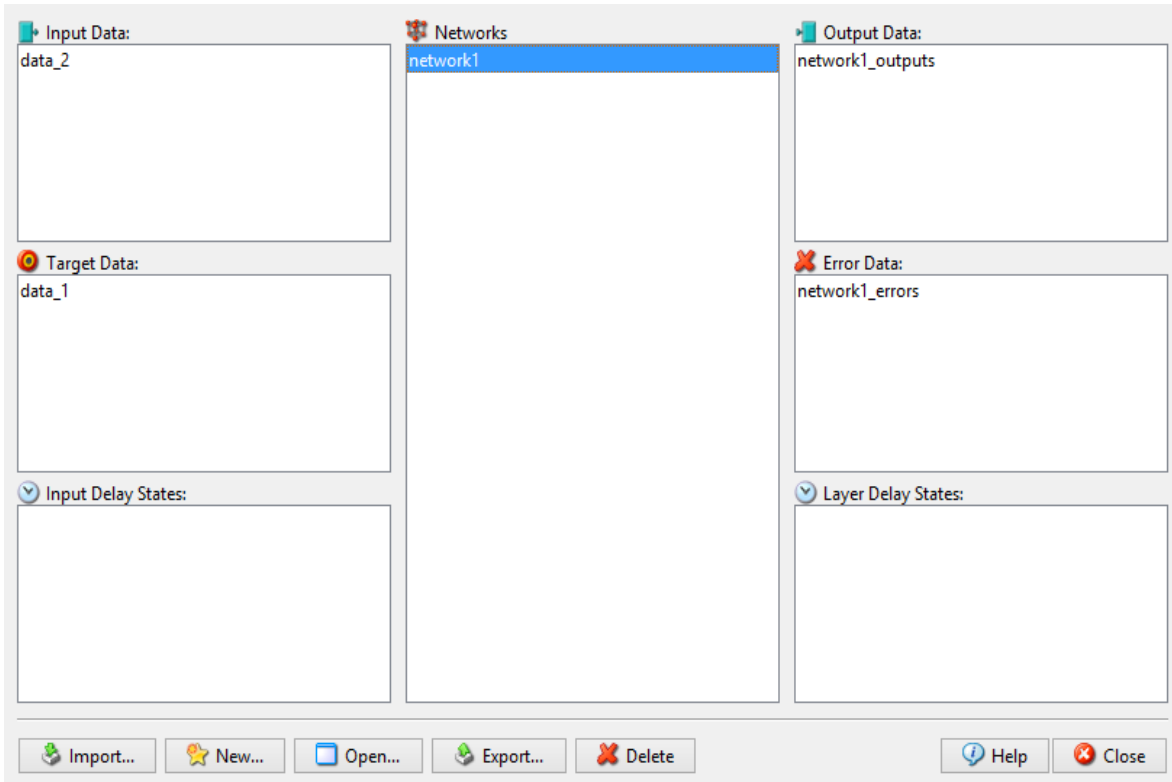 Input Data:
data_2
Target Data:
data_1
Input Delay States:
Networks
network1
Output Data:
network1_outputs
Error Data:
network1_errors
Layer Delay States:
Import...
New...
Open...
Export...
Delete
Help
Close